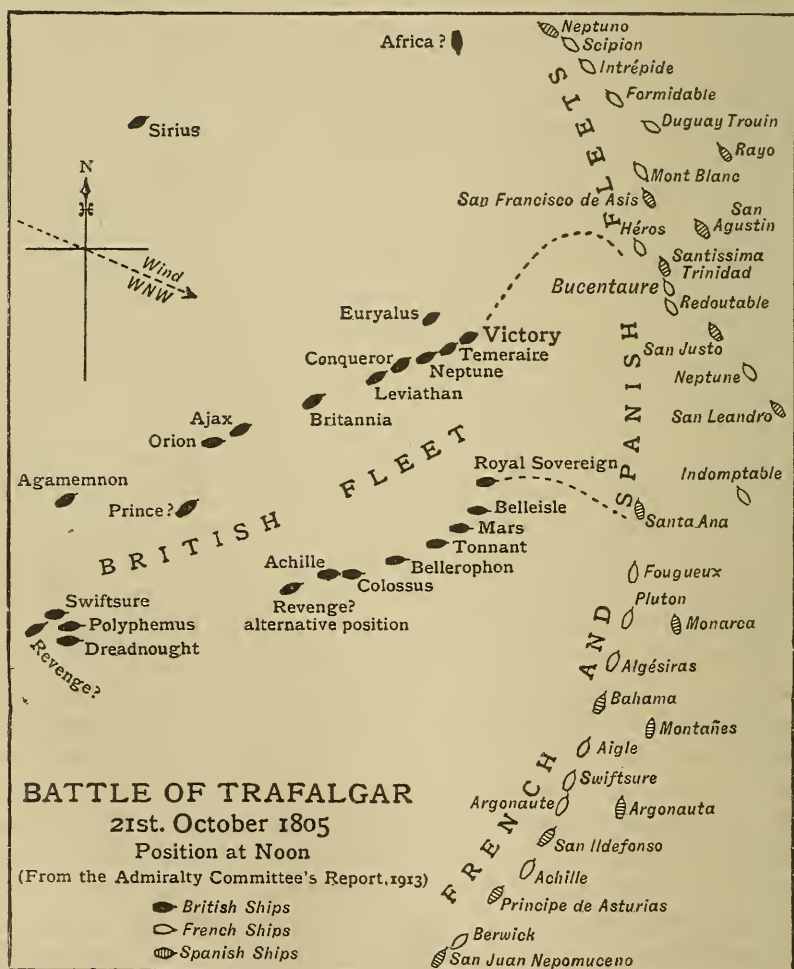 Africa ?
Neptuno
Scipion
Intrépide
Formidable
Duguay Trouin
Rayo
Mont Blanc
San Francisco de Asis
San
Agustin
Héros
Santissima
Trinidad
Bucentaure
Redoutable
San Justo
Neptune
San Leandro
Indomptable
Santa Ana
Fougueux
Pluton
Monarca
Algésiras
Bahama
Montañes
Aigle
Swiftsure
Argonaute
Argonauta
San Ildefonso
Achille
Principe de Asturias
Berwick
San Juan Nepomuceno
FRENCH AND SPANISH FLEETS
Sirius
N
Wind
WNW
Euryalus
Victory
Temeraire
Neptune
Conqueror
Leviathan
Britannia
Ajax
Orion
Agamemnon
Prince ?
BRITISH FLEET
Royal Sovereign
Belleisle
Mars
Tonnant
Bellerophon
Colossus
Achille
Revenge?
alternative position
Swiftsure
Polyphemus
Dreadnought
Revenge?
BATTLE OF TRAFALGAR
21st. October 1805
Position at Noon
(From the Admiralty Committee's Report, 1913)
British Ships
French Ships
Spanish Ships